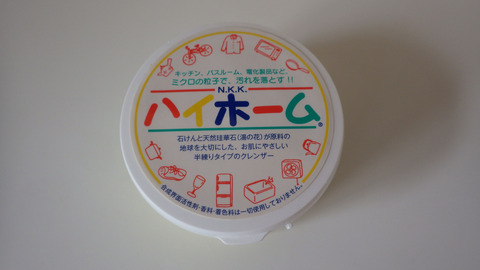 キッチン、バスルーム、電化製品など、
ミクロの粒子で、汚れを落とす!!
N.K.K.
ハイホーム®
石けんと天然珪華石(湯の花)が原料の
地球を大切にした、お肌にやさしい
半練りタイプのクレンザー
合成界面活性剤・香料・着色料は一切使用しておりません。